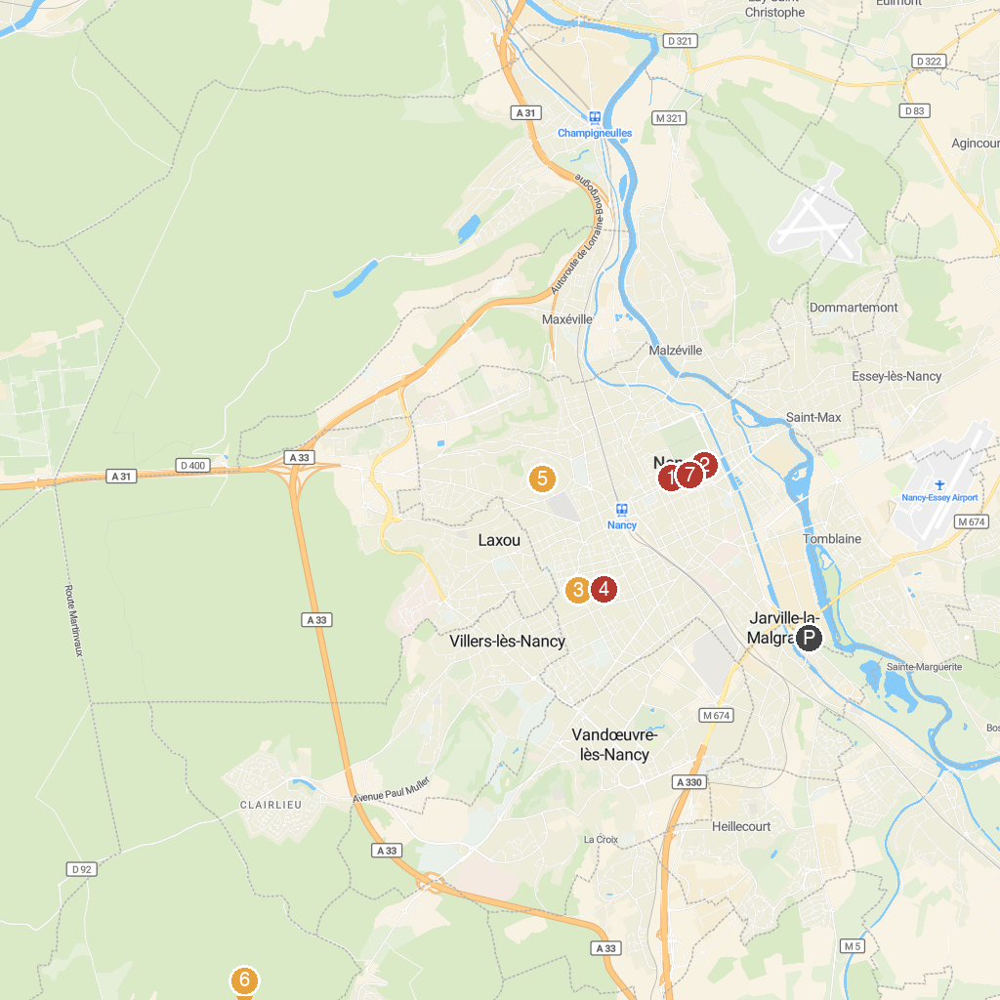 Lay-Saint-
Christophe
Eulmont
D 321
D 322
A 31
M 321
D 83
Champigneulles
Agincour
Autoroute de Lorraine-Bourgogne
Dommartemont
Maxéville
Malzéville
Essey-lès-Nancy
Saint-Max
A 33
D 400
A 31
5
1
7
2
Nancy-Essey Airport
Nancy
M 674
Laxou
Tomblaine
3
4
Route Martinvaux
A 33
Jarville-la-
Malgra
P
Villers-lès-Nancy
Sainte-Marguerite
M 674
Bos
Vandœuvre-
lès-Nancy
A 330
Avenue Paul Muller
CLAIRLIEU
Heillecourt
La Croix
A 33
D 92
A 33
M 5
6